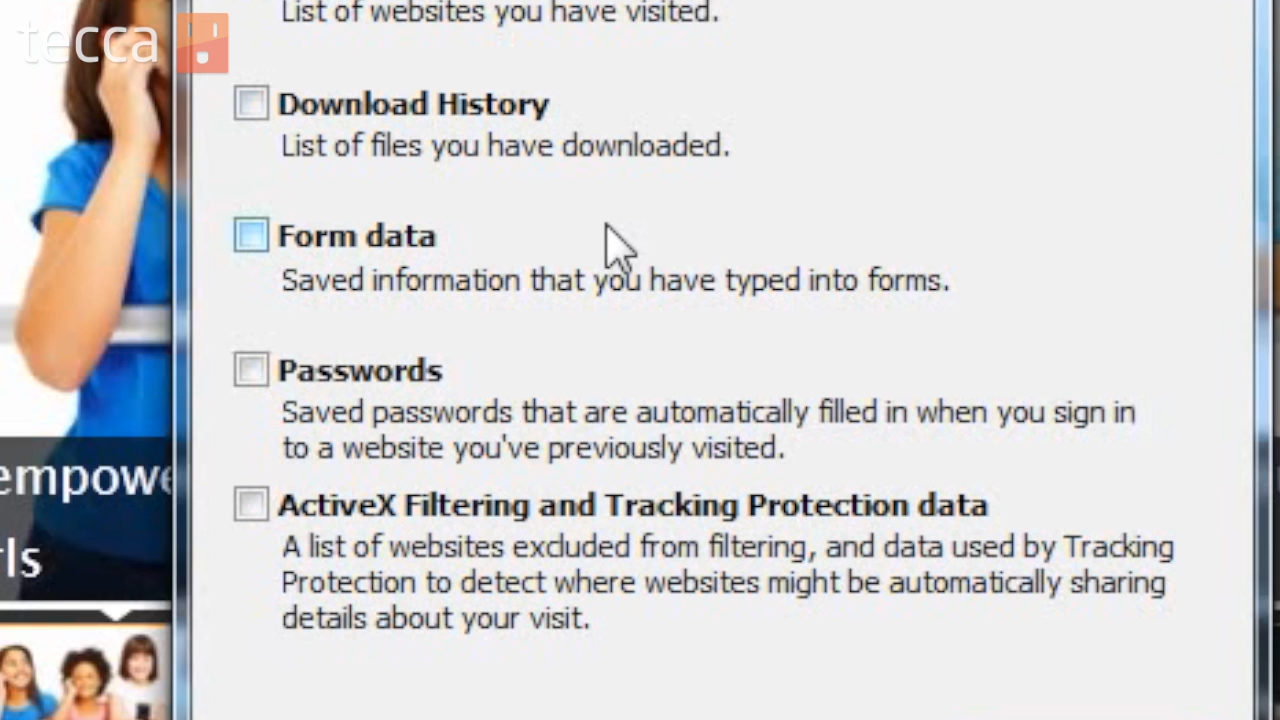 tecca
List of websites you have visited.
Download History
List of files you have downloaded.
Form data
Saved information that you have typed into forms.
Passwords
Saved passwords that are automatically filled in when you sign in
to a website you've previously visited.
ActiveX Filtering and Tracking Protection data
A list of websites excluded from filtering, and data used by Tracking
Protection to detect where websites might be automatically sharing
details about your visit.
empowe
rls